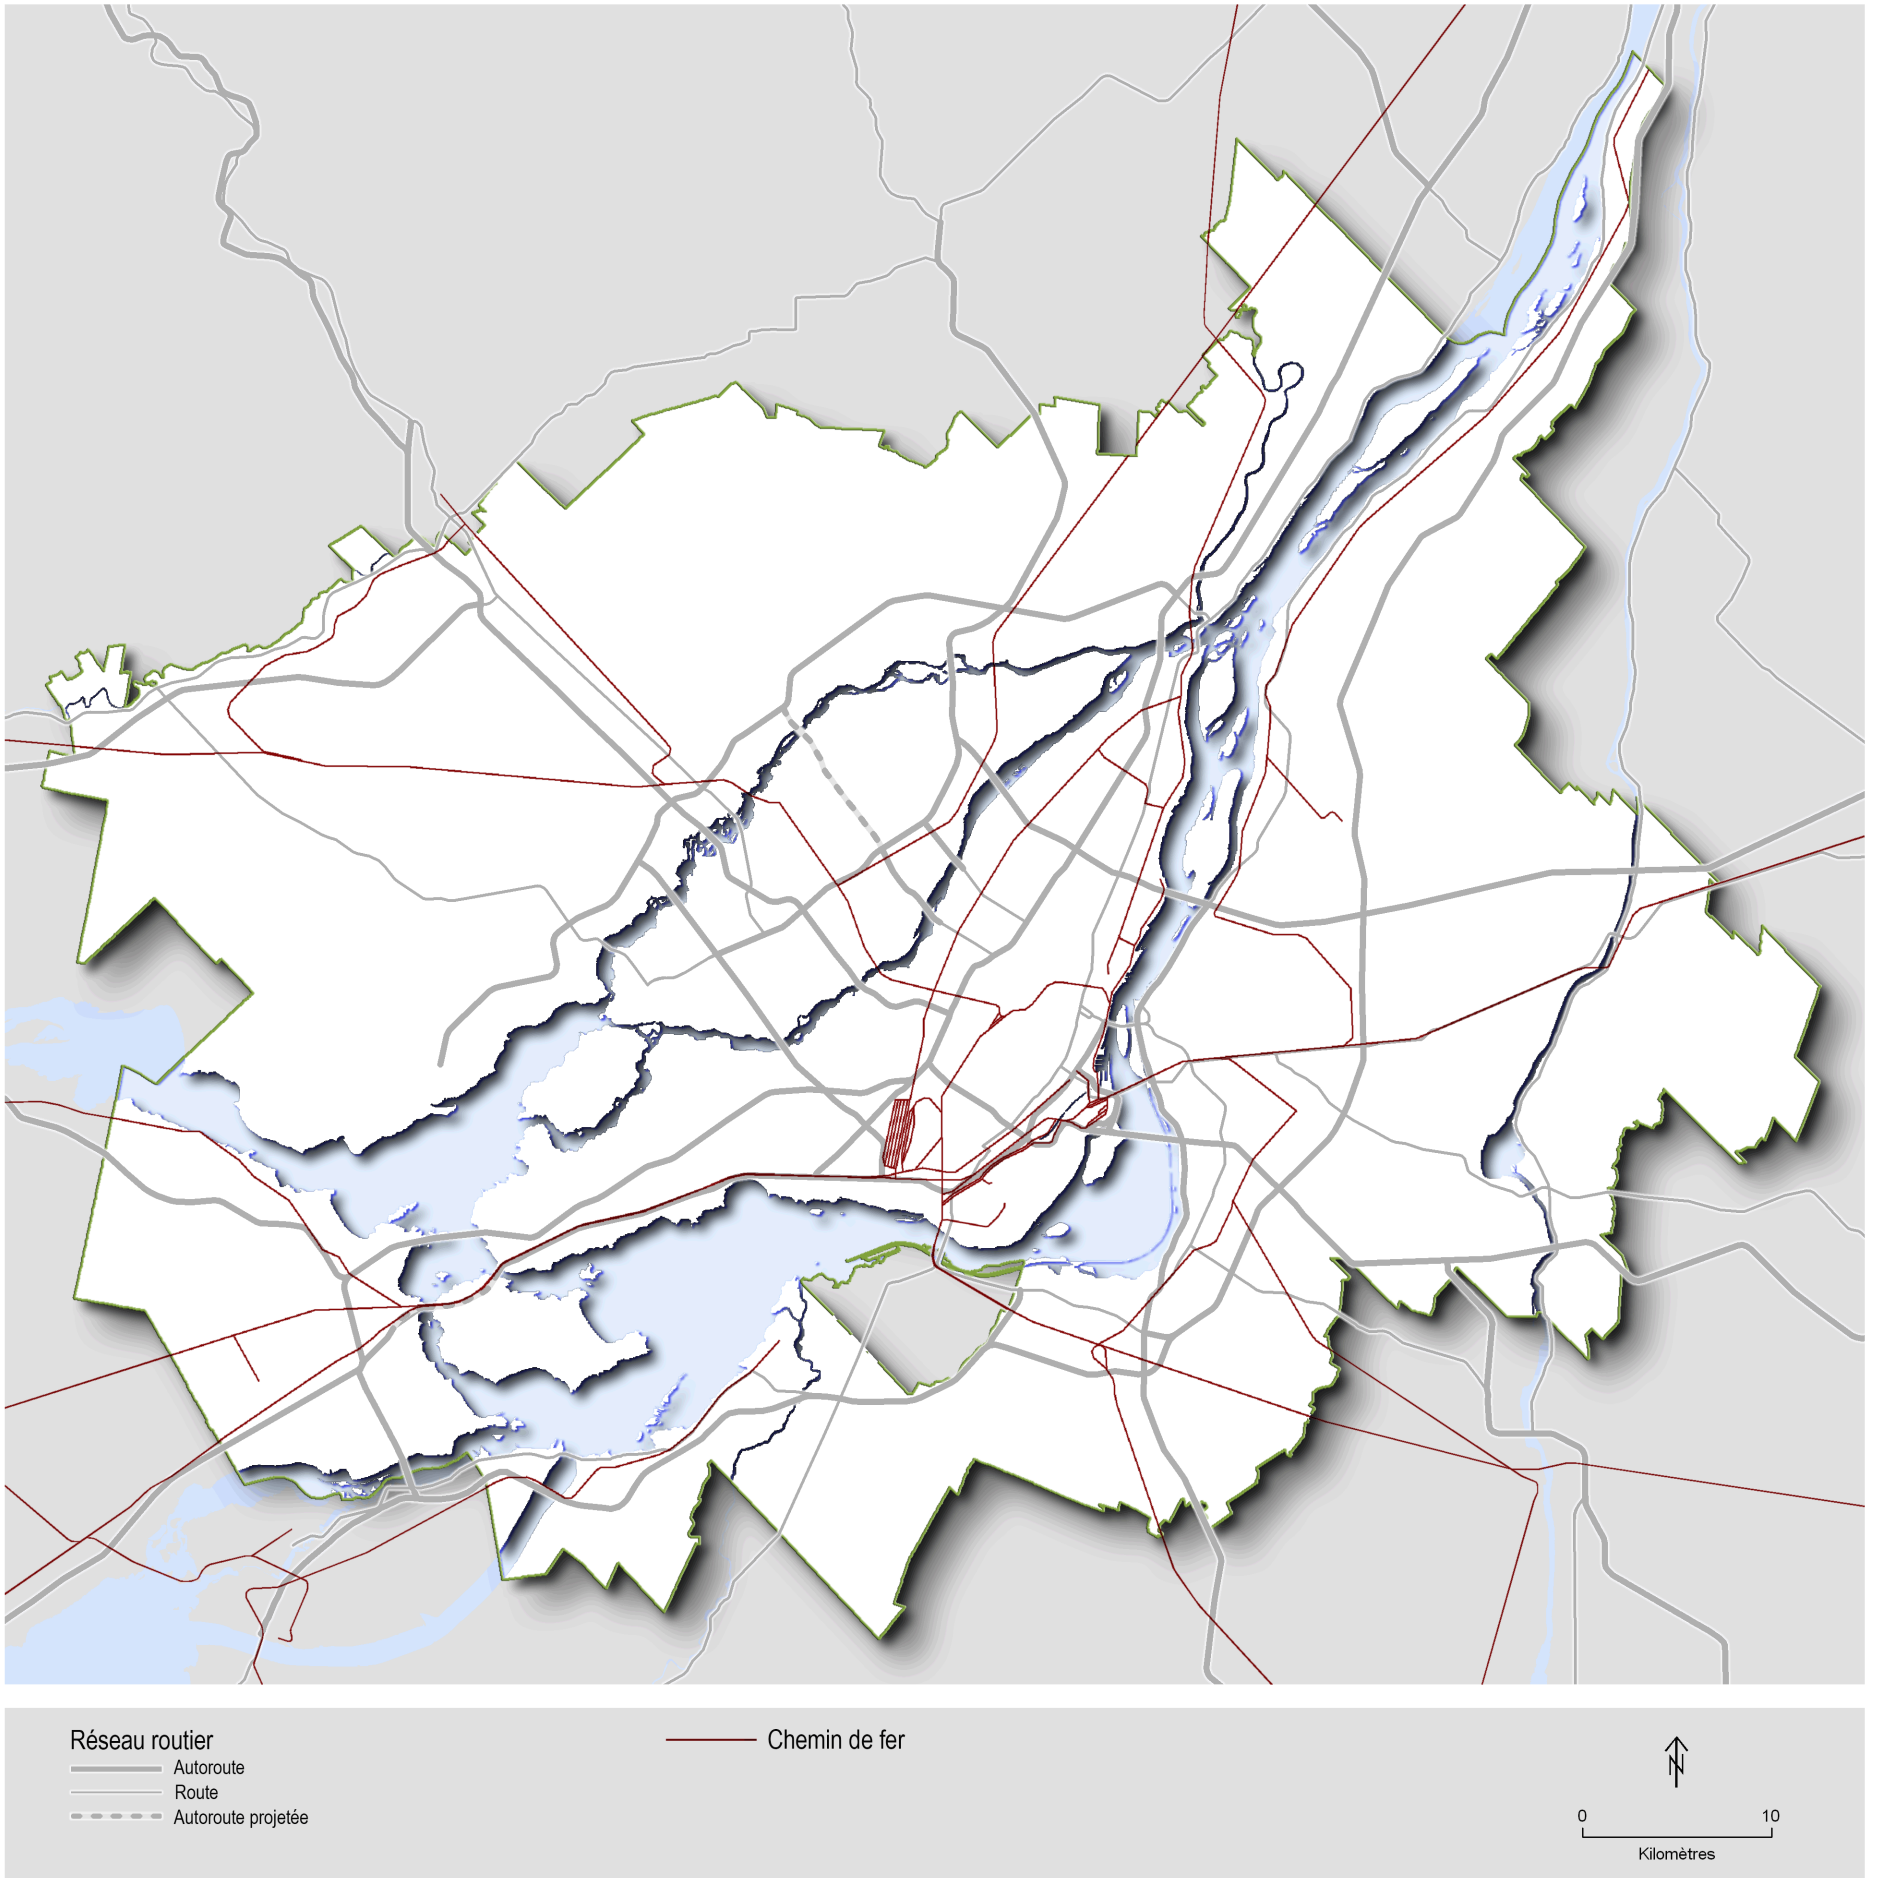 Réseau routier
Autoroute
Route
Autoroute projetée
Chemin de fer
N
0 10
Kilomètres